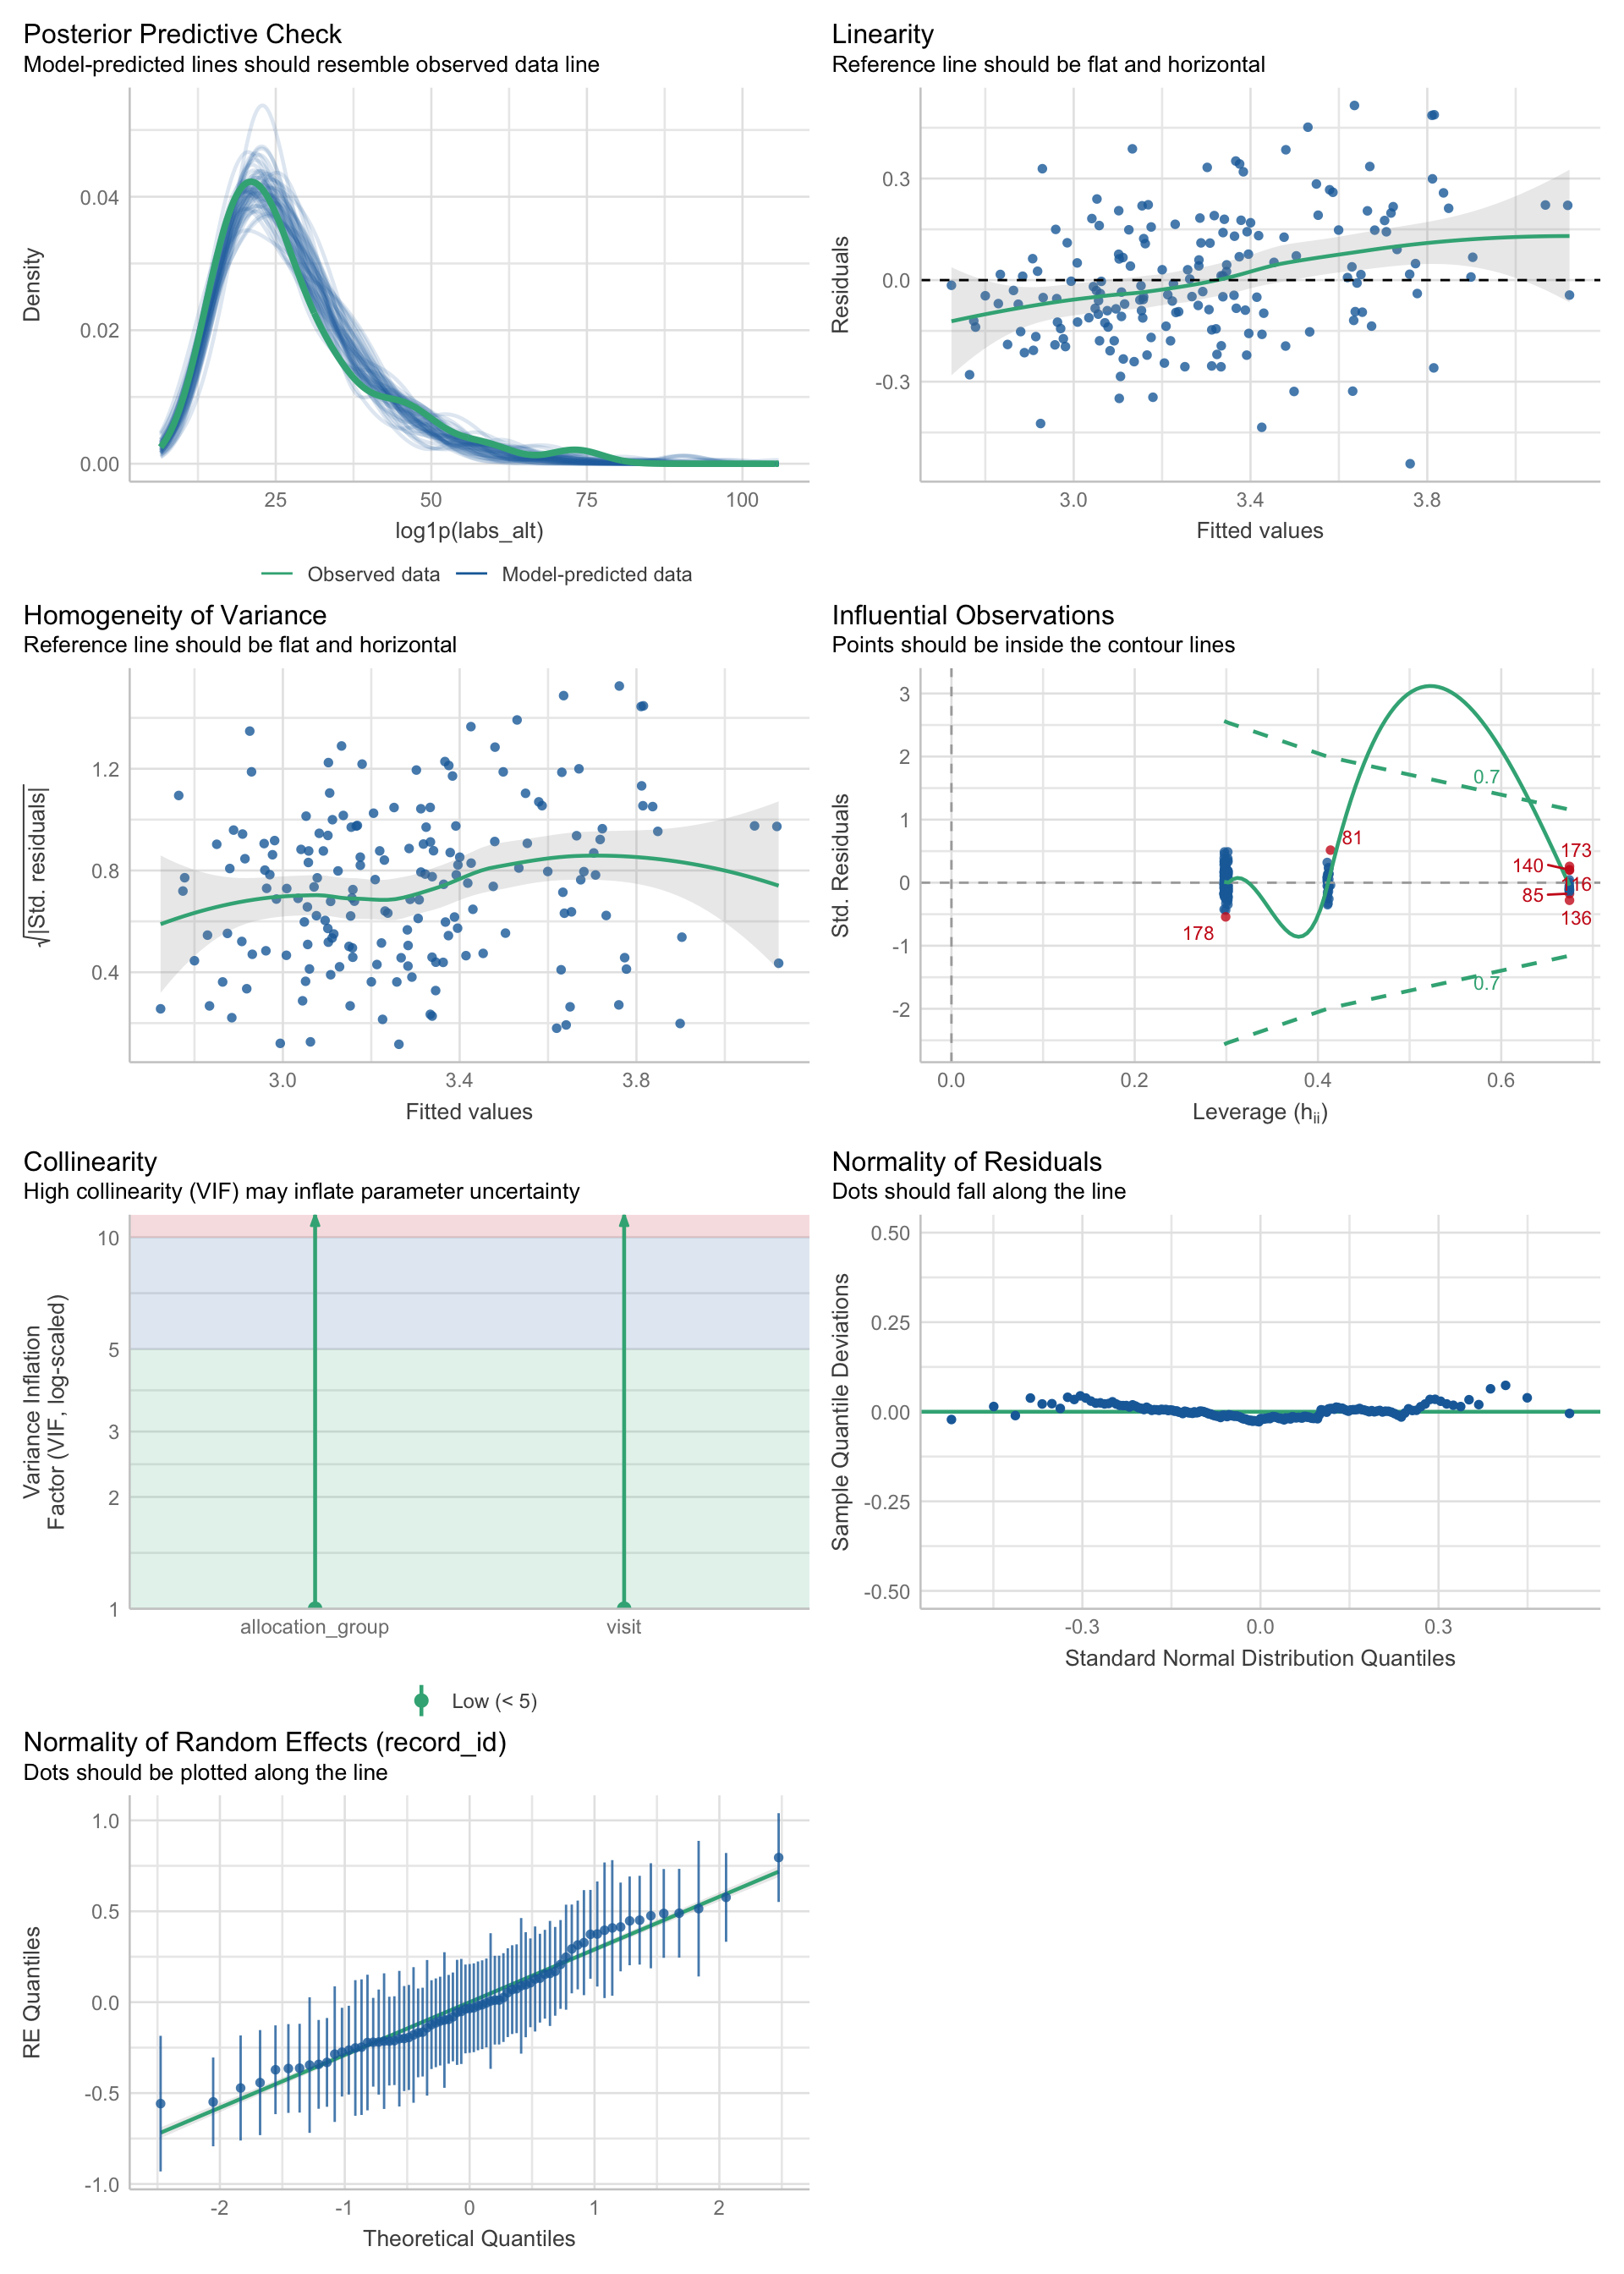 Posterior Predictive Check
Model-predicted lines should resemble observed data line
0.04
0.02
0.00
Density
25 50 75 100
log1p(labs_alt)
Observed data Model-predicted data
Linearity
Reference line should be flat and horizontal
0.3
0.0
-0.3
Residuals
3.0 3.4 3.8
Fitted values
Homogeneity of Variance
Reference line should be flat and horizontal
1.2
0.8
0.4
√|Std. residuals|
3.0 3.4 3.8
Fitted values
Influential Observations
Points should be inside the contour lines
3
2
1
0
-1
-2
Std. Residuals
0.7
81
173
140
116
85
136
178
0.7
0.0 0.2 0.4 0.6
Leverage (hii)
Collinearity
High collinearity (VIF) may inflate parameter uncertainty
10
5
3
2
1
Variance Inflation
Factor (VIF, log-scaled)
allocation_group visit
Low (< 5)
Normality of Residuals
Dots should fall along the line
0.50
0.25
0.00
-0.25
-0.50
Sample Quantile Deviations
-0.3 0.0 0.3
Standard Normal Distribution Quantiles
Normality of Random Effects (record_id)
Dots should be plotted along the line
1.0
0.5
0.0
-0.5
-1.0
RE Quantiles
-2 -1 0 1 2
Theoretical Quantiles